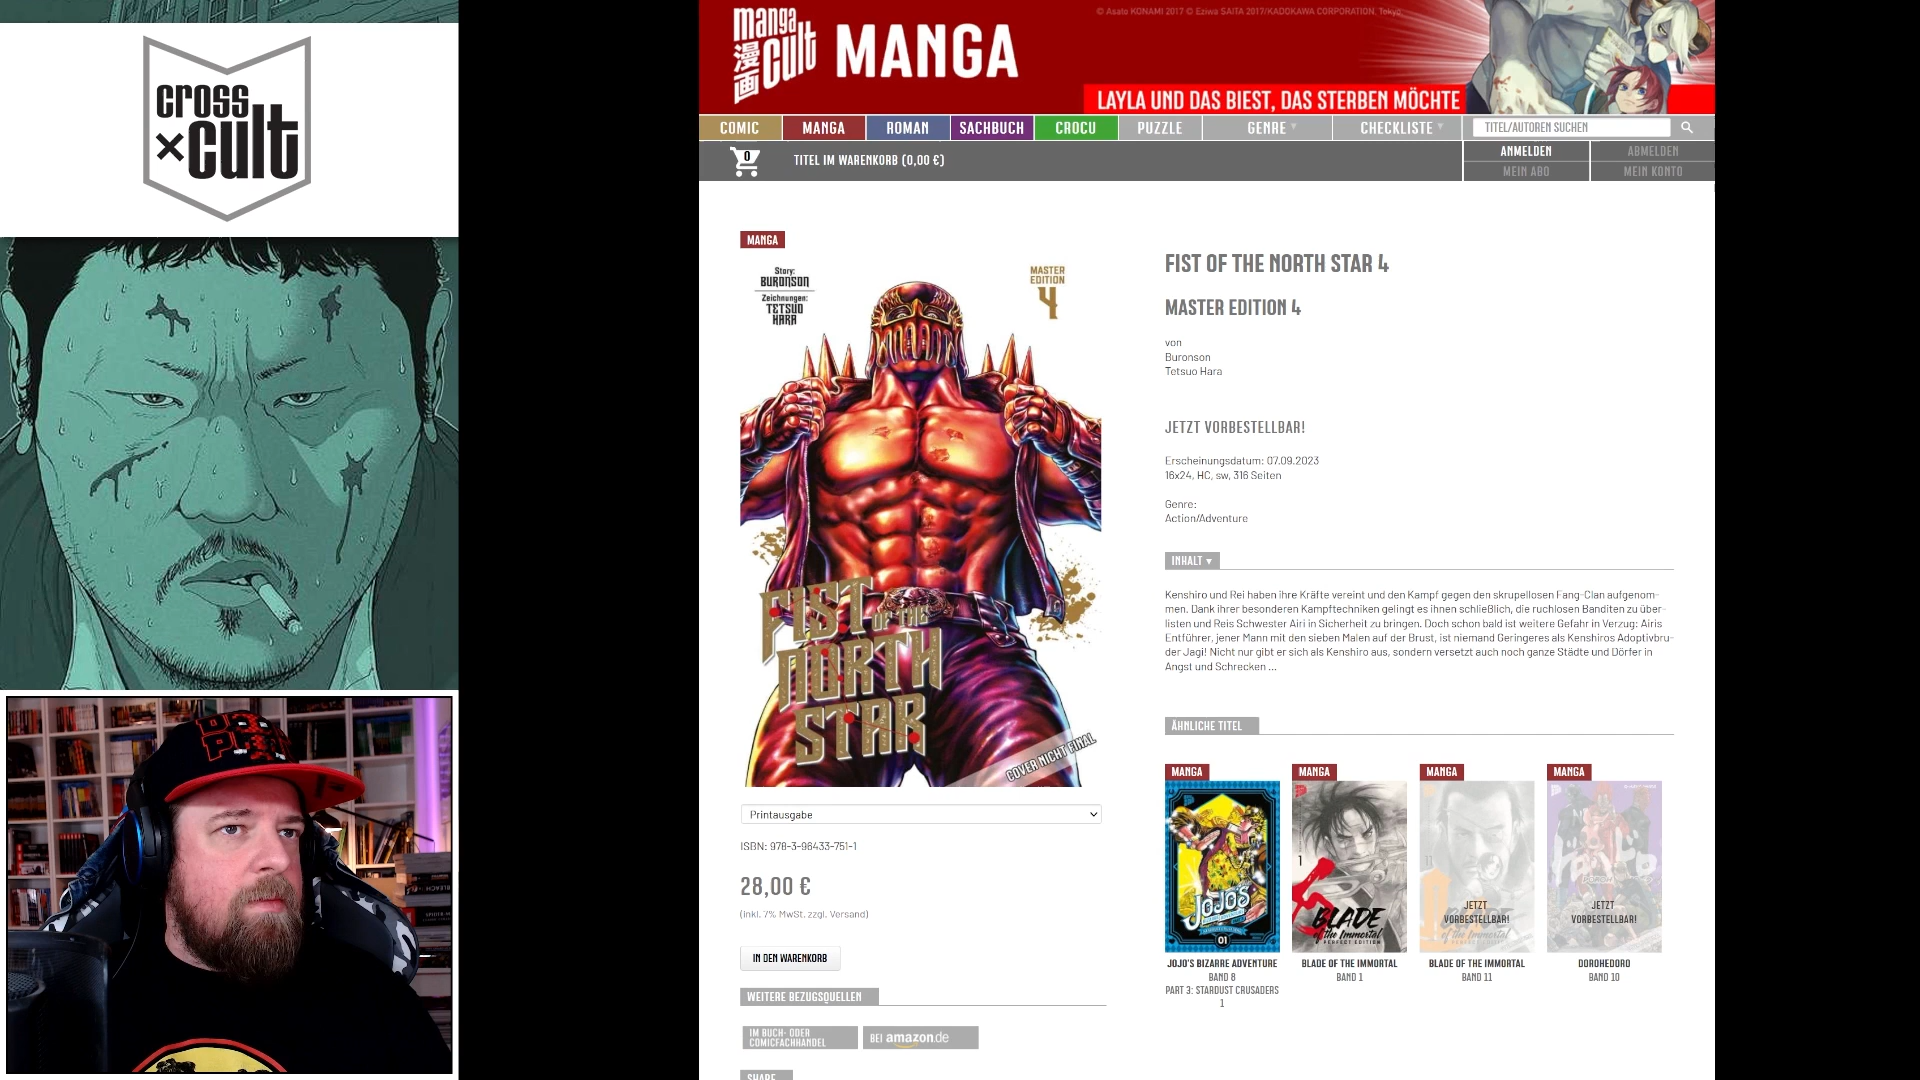 cross
×cult
manga
cult
漫
画
MANGA
© Asato KONAMI 2017 © Eziwa SAITA 2017/KADOKAWA CORPORATION, Tokyo
LAYLA UND DAS BIEST, DAS STERBEN MÖCHTE
COMIC MANGA ROMAN SACHBUCH CROCU PUZZLE GENRE ▾ CHECKLISTE ▾ TITEL/AUTOREN SUCHEN
0 TITEL IM WARENKORB (0,00 €)
ANMELDEN ABMELDEN
MEIN ABO MEIN KONTO
MANGA
Story:
BURONSON
Zeichnungen:
TETSUO
HARA
MASTER
EDITION
4
FIST
OF THE
NORTH
STAR
COVER NICHT FINAL
Printausgabe
ISBN: 978-3-96433-751-1
28,00 €
(inkl. 7% MwSt. zzgl. Versand)
IN DEN WARENKORB
WEITERE BEZUGSQUELLEN
IM BUCH- ODER
COMICFACHHANDEL
BEI amazon.de
SHARE
FIST OF THE NORTH STAR 4
MASTER EDITION 4
von
Buronson
Tetsuo Hara
JETZT VORBESTELLBAR!
Erscheinungsdatum: 07.09.2023
16x24, HC, sw, 316 Seiten
Genre:
Action/Adventure
INHALT ▾
Kenshiro und Rei haben ihre Kräfte vereint und den Kampf gegen den skrupellosen Fang-Clan aufgenom-
men. Dank ihrer besonderen Kampftechniken gelingt es ihnen schließlich, die ruchlosen Banditen zu über-
listen und Reis Schwester Airi in Sicherheit zu bringen. Doch schon bald ist weitere Gefahr in Verzug: Airis
Entführer, jener Mann mit den sieben Malen auf der Brust, ist niemand Geringeres als Kenshiros Adoptivbru-
der Jagi! Nicht nur gibt er sich als Kenshiro aus, sondern versetzt auch noch ganze Städte und Dörfer in
Angst und Schrecken ...
ÄHNLICHE TITEL
MANGA MANGA MANGA MANGA
JOJO'S
01
1
BLADE
of the Immortal
PERFECT EDITION
11
JETZT
VORBESTELLBAR!
JETZT
VORBESTELLBAR!
JOJO'S BIZARRE ADVENTURE
BAND 8
PART 3: STARDUST CRUSADERS
1
BLADE OF THE IMMORTAL
BAND 1
BLADE OF THE IMMORTAL
BAND 11
DOROHEDORO
BAND 10